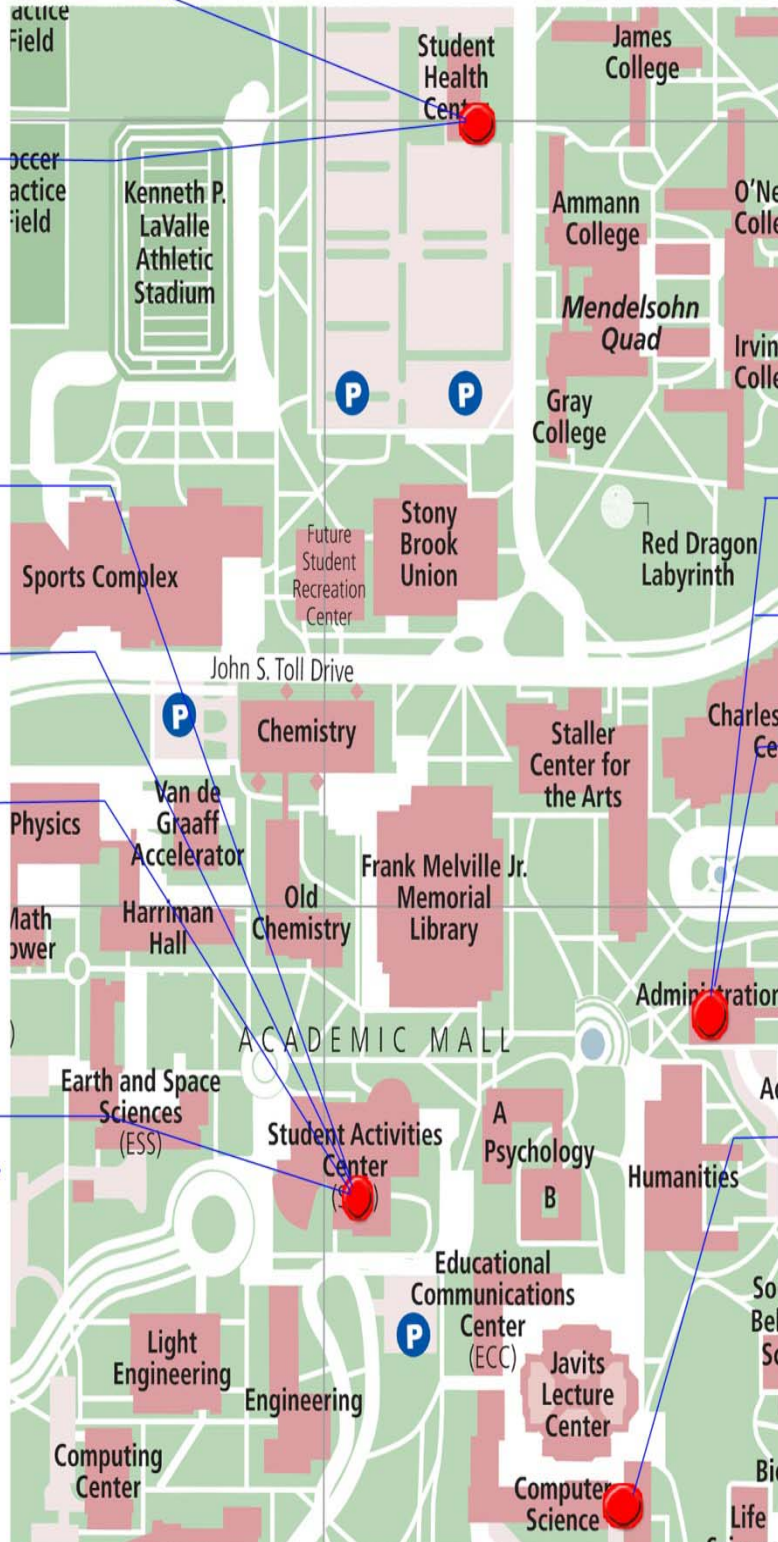 Field
Student
Health
James
College
Field
Kenneth P.
LaValle
Athletic
Stadium
Ammann
College
Mendelsohn
Quad
P
P
Gray
College
Sports Complex
Future
Student
Recreation
Center
Stony
Brook
Union
Red Dragon
Labyrinth
John S. Toll Drive
P
Chemistry
Staller
Center for
the Arts
Charles
Physics
Van de
Graaff
Accelerator
Harriman
Hall
Old
Chemistry
Frank Melville Jr.
Memorial
Library
Administration
ACADEMIC MALL
Earth and Space
Sciences
(ESS)
Student Activities
Center
A
Psychology
B
Humanities
Educational
Communications
Center
(ECC)
P
Light
Engineering
Engineering
Javits
Lecture
Center
Computing
Center
Computer
Science
Life